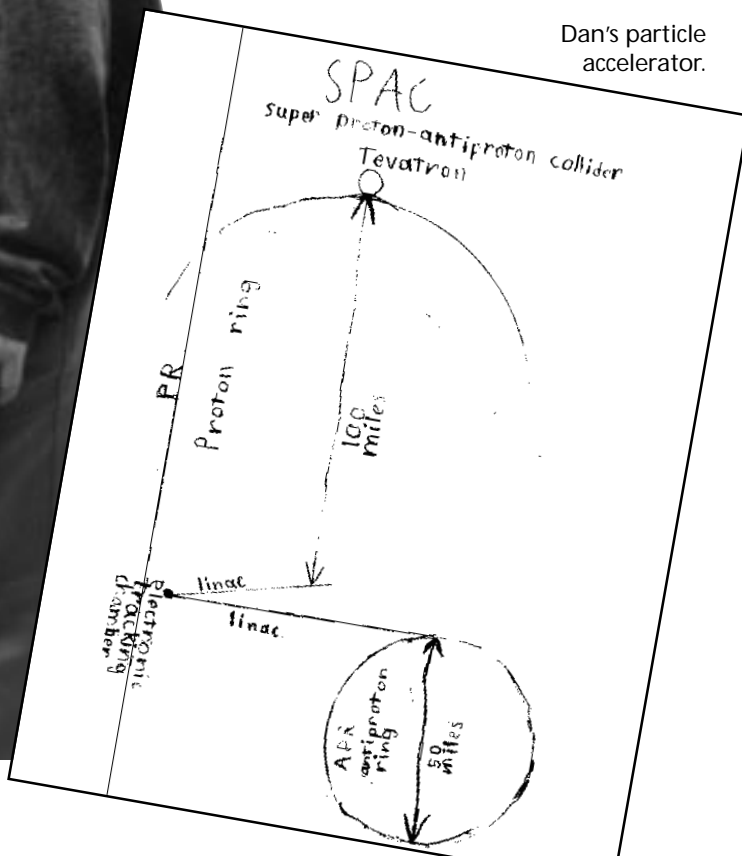 Dan's particle
accelerator.
SPAC
super proton-antiproton collider
Tevatron
PR
Proton ring
100
miles
linac
linac.
electronic
tracking
chamber
APR
antiproton
ring
50
miles